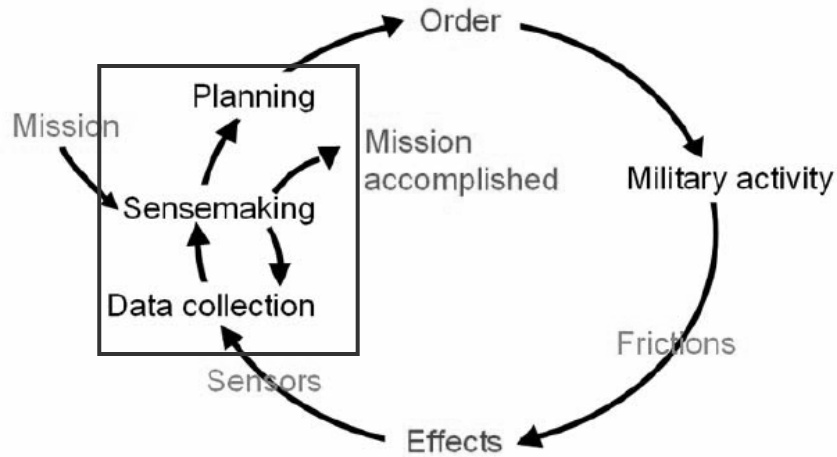 Order
Planning
Mission
Mission
accomplished
Military activity
Sensemaking
Data collection
Frictions
Sensors
Effects